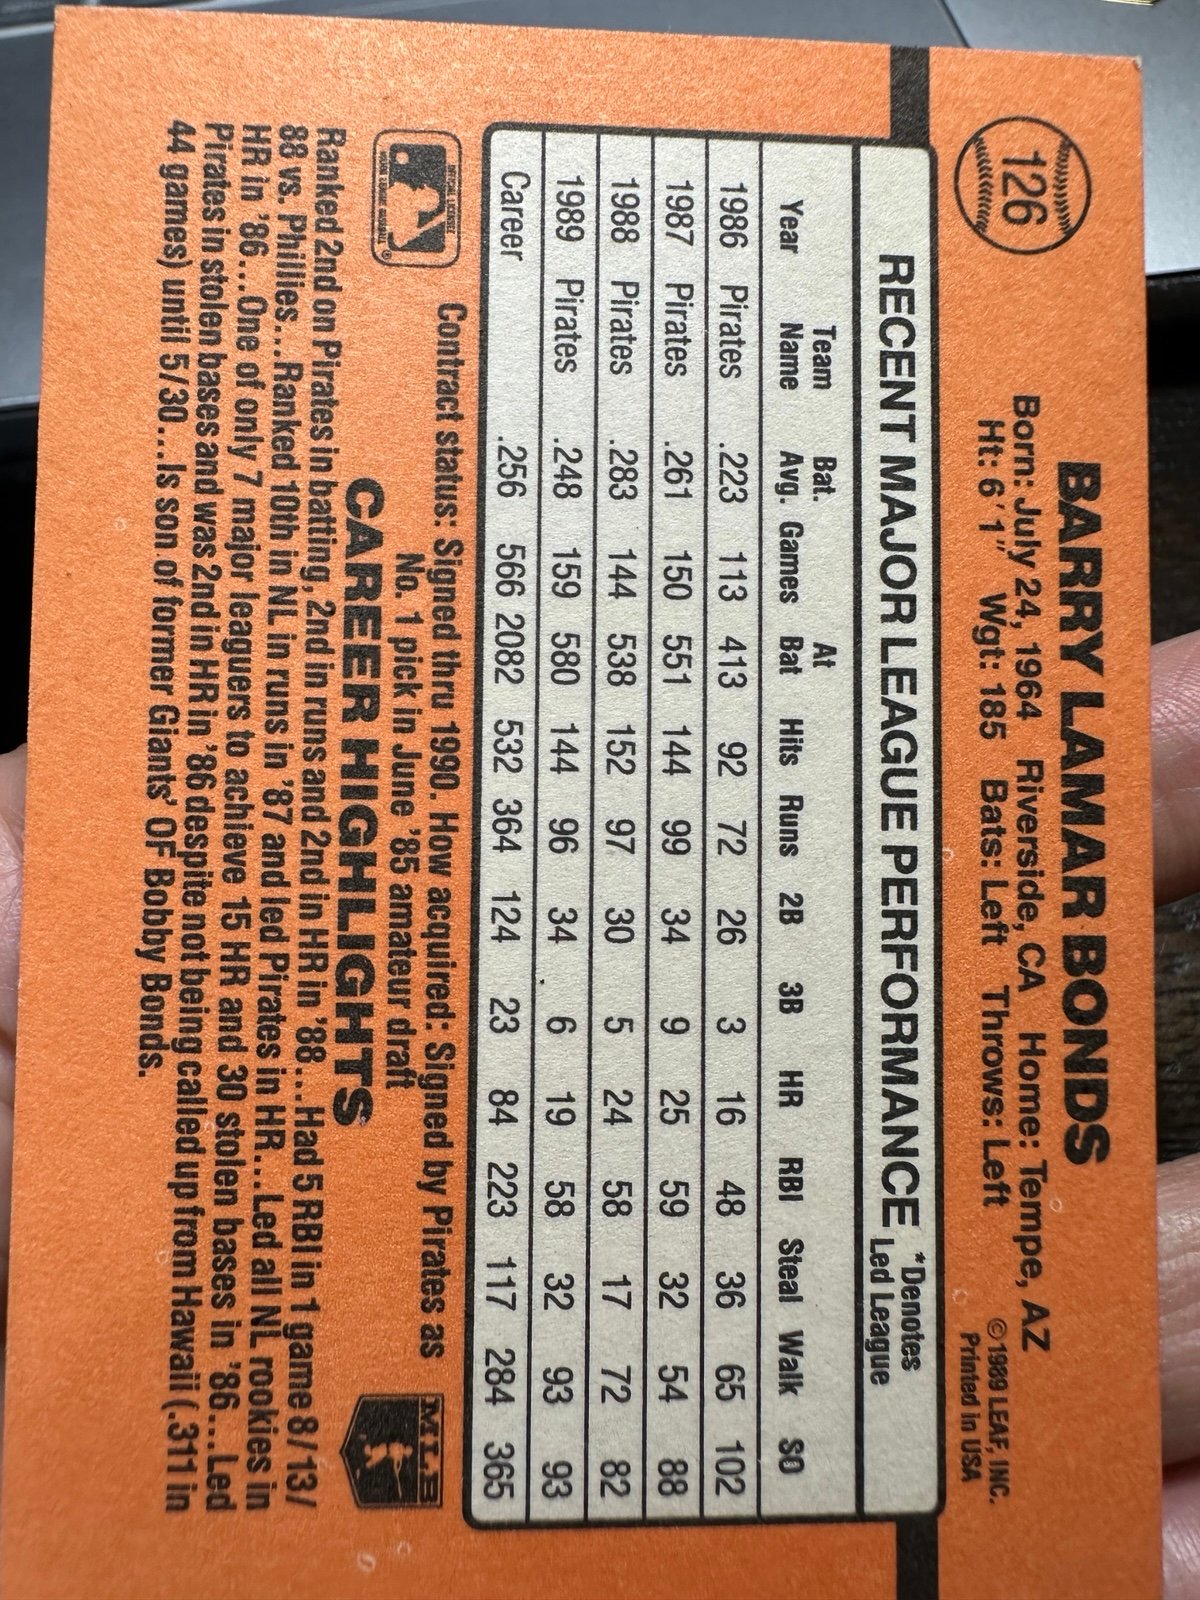 126
BARRY LAMAR BONDS
Born: July 24, 1964 Riverside, CA Home: Tempe, AZ
Ht: 6´1˝ Wgt: 185 Bats: Left Throws: Left
©1989 LEAF, INC.
Printed in USA
RECENT MAJOR LEAGUE PERFORMANCE *Denotes
Led League
Team Bat. At
Year Name Avg. Games Bat Hits Runs 2B 3B HR RBI Steal Walk SO
1986 Pirates .223 113 413 92 72 26 3 16 48 36 65 102
1987 Pirates .261 150 551 144 99 34 9 25 59 32 54 88
1988 Pirates .283 144 538 152 97 30 5 24 58 17 72 82
1989 Pirates .248 159 580 144 96 34 6 19 58 32 93 93
Career .256 566 2082 532 364 124 23 84 223 117 284 365
Contract status: Signed thru 1990. How acquired: Signed by Pirates as
No. 1 pick in June '85 amateur draft
MLB
CAREER HIGHLIGHTS
Ranked 2nd on Pirates in batting, 2nd in runs and 2nd in HR in '88...Had 5 RBI in 1 game 8/13/
88 vs. Phillies...Ranked 10th in NL in runs in '87 and led Pirates in HR...Led all NL rookies in
HR in '86...One of only 7 major leaguers to achieve 15 HR and 30 stolen bases in '86...Led
Pirates in stolen bases and was 2nd in HR in '86 despite not being called up from Hawaii (.311 in
44 games) until 5/30...Is son of former Giants' OF Bobby Bonds.